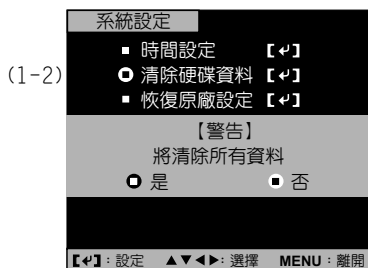 系統設定
時間設定 【↵】
(1-2) 清除硬碟資料 【↵】
恢復原廠設定 【↵】
【警告】
將清除所有資料
是 否
【↵】：設定 ▲▼◀▶：選擇 MENU：離開